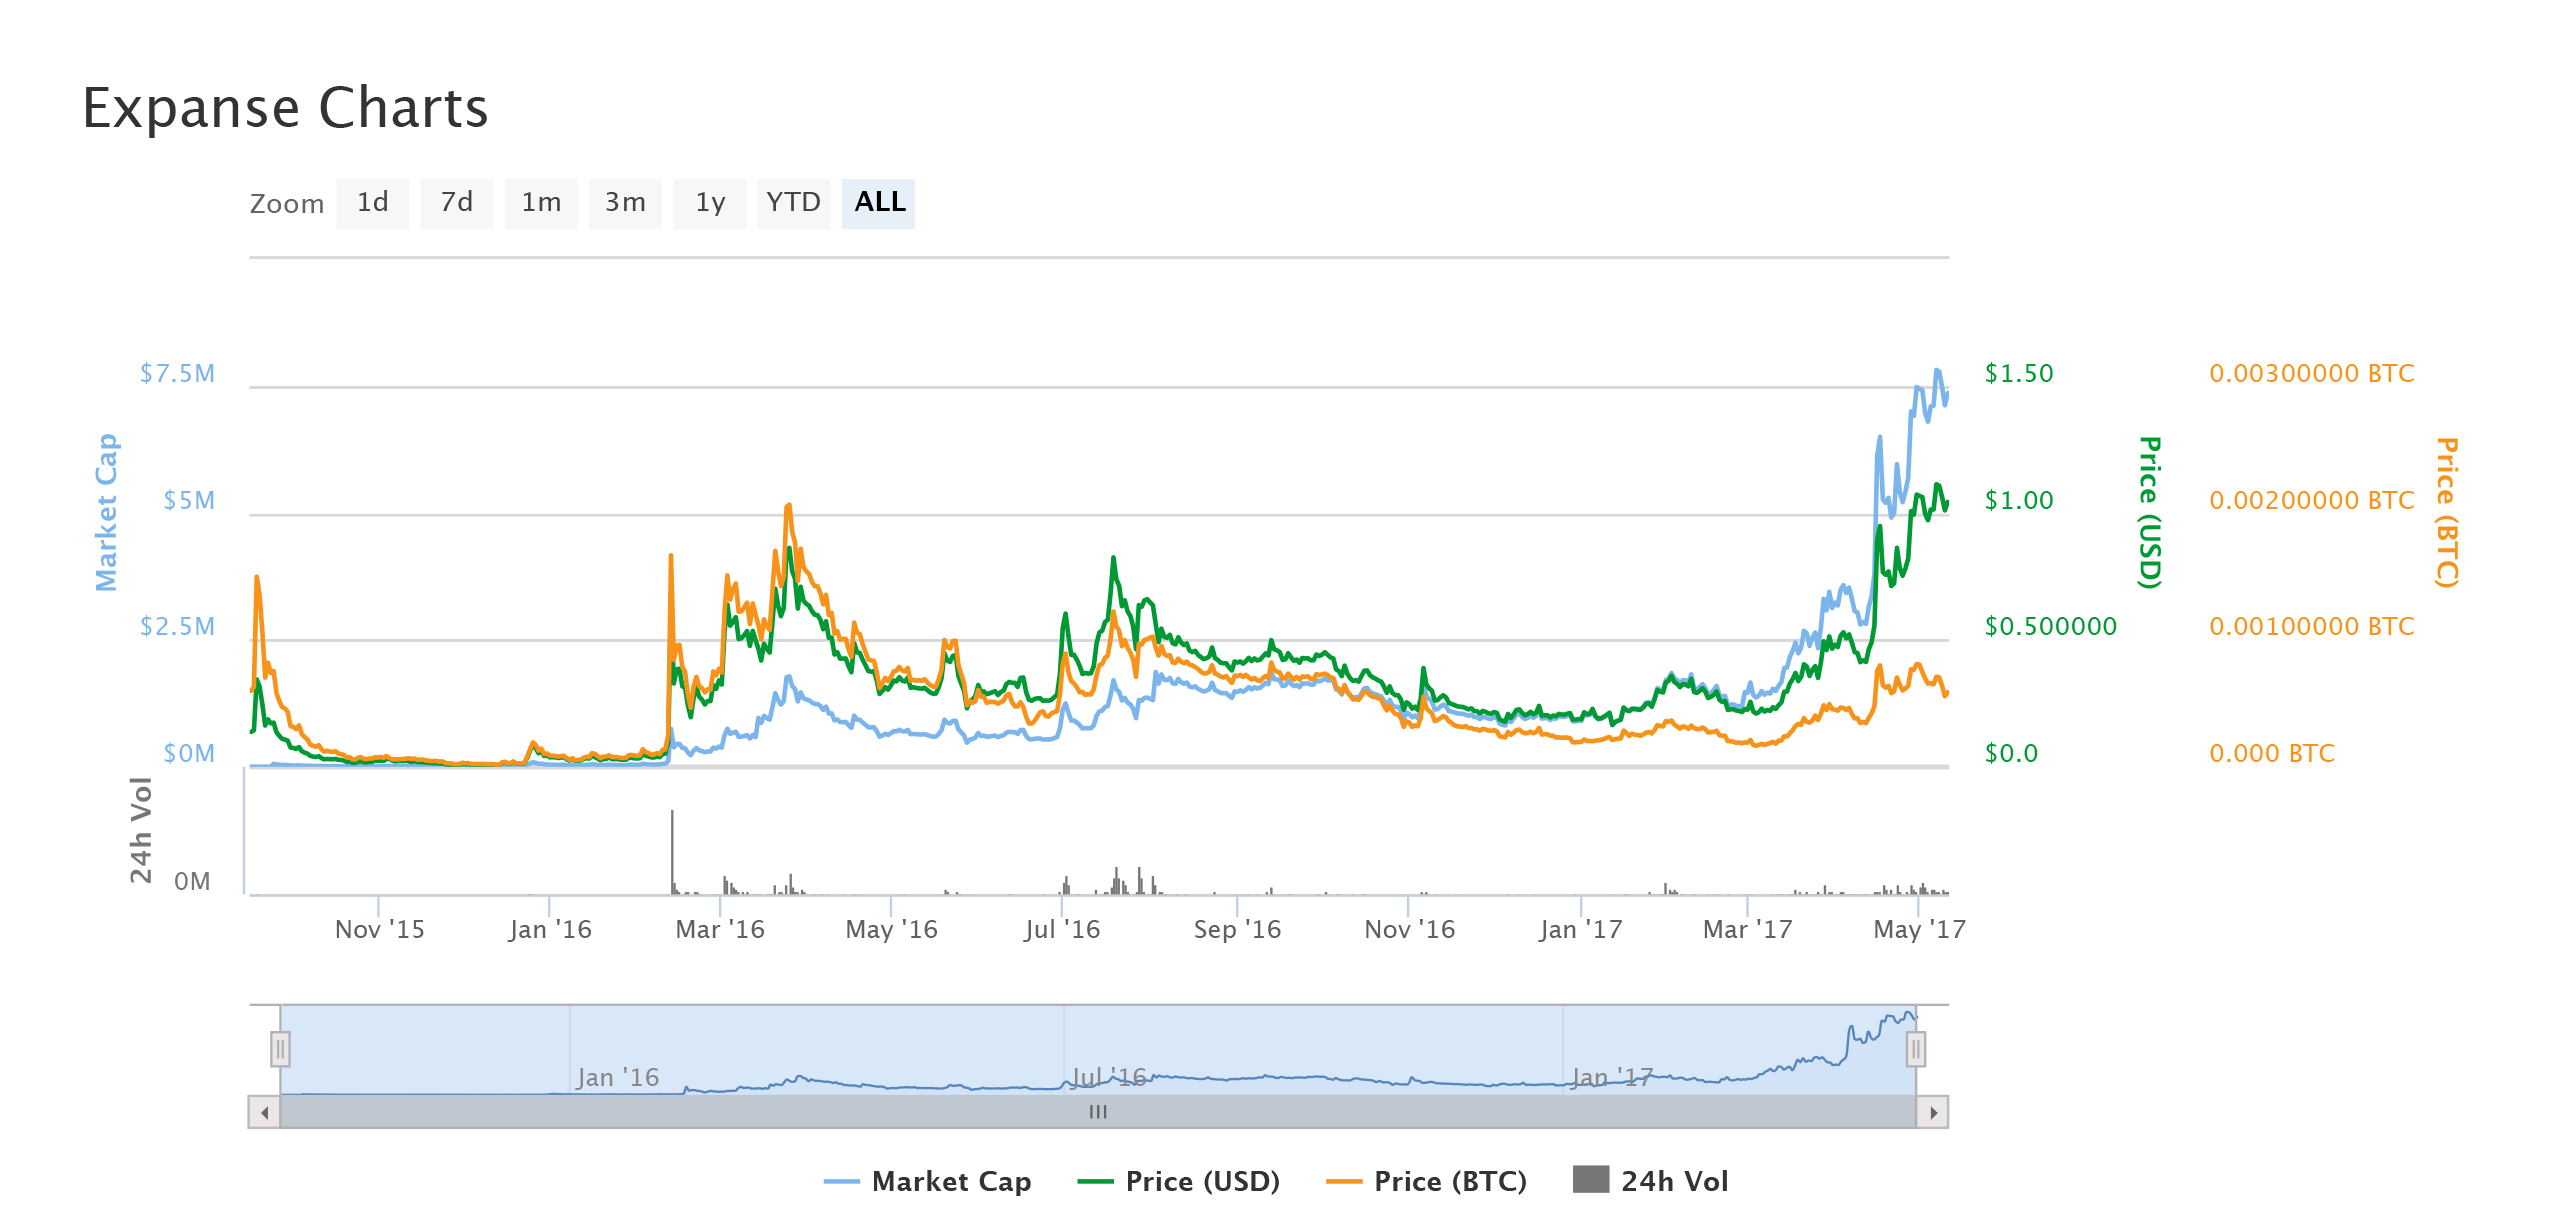 Expanse Charts
Zoom 1d 7d 1m 3m 1y YTD ALL
$7.5M $1.50 0.00300000 BTC
$5M $1.00 0.00200000 BTC
$2.5M $0.500000 0.00100000 BTC
$0M $0.0 0.000 BTC
Market Cap
Price (USD)
Price (BTC)
24h Vol
0M
Nov '15 Jan '16 Mar '16 May '16 Jul '16 Sep '16 Nov '16 Jan '17 Mar '17 May '17
Jan '16 Jul '16 Jan '17
Market Cap Price (USD) Price (BTC) 24h Vol